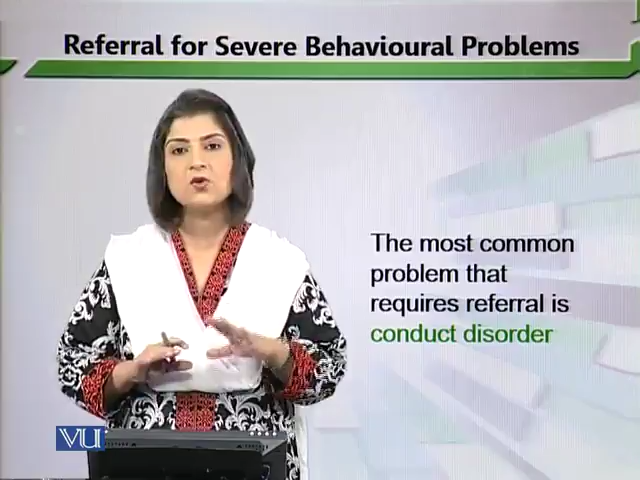 Referral for Severe Behavioural Problems
The most common
problem that
requires referral is
conduct disorder
VU